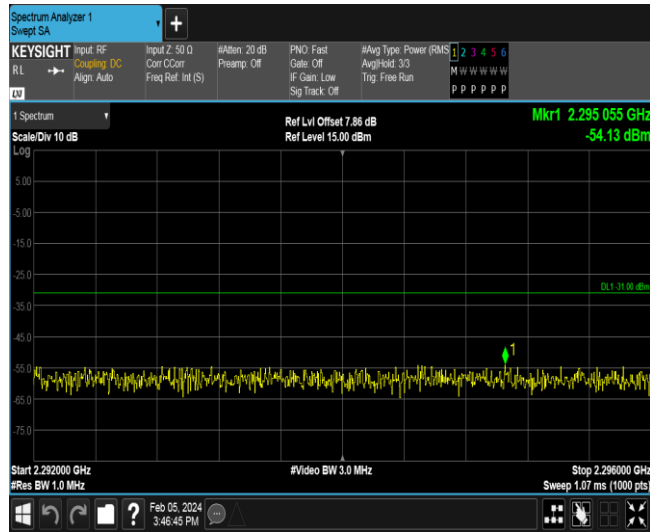 Spectrum Analyzer 1
Swept SA
+
KEYSIGHT
RL
LXI
Input: RF
Coupling: DC
Align: Auto
Input Z: 50 Ω
Corr CCorr
Freq Ref: Int (S)
#Atten: 20 dB
Preamp: Off
PNO: Fast
Gate: Off
IF Gain: Low
Sig Track: Off
#Avg Type: Power (RMS
Avg|Hold: 3/3
Trig: Free Run
1 2 3 4 5 6
M W W W W W
P P P P P P
1 Spectrum
Scale/Div 10 dB
Log
Ref Lvl Offset 7.86 dB
Ref Level 15.00 dBm
Mkr1 2.295 055 GHz
-54.13 dBm
5.00
-5.00
-15.0
-25.0
DL1 -31.00 dBm
-35.0
-45.0
1
-55.0
-65.0
-75.0
Start 2.292000 GHz
#Res BW 1.0 MHz
#Video BW 3.0 MHz
Stop 2.296000 GHz
Sweep 1.07 ms (1000 pts)
?
Feb 05, 2024
3:46:45 PM